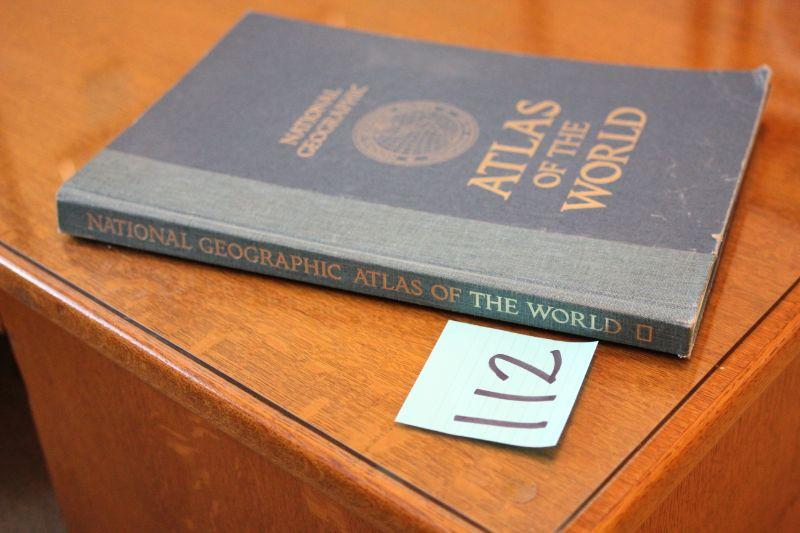 NATIONAL
GEOGRAPHIC
ATLAS
OF THE
WORLD
NATIONAL GEOGRAPHIC ATLAS OF THE WORLD
112